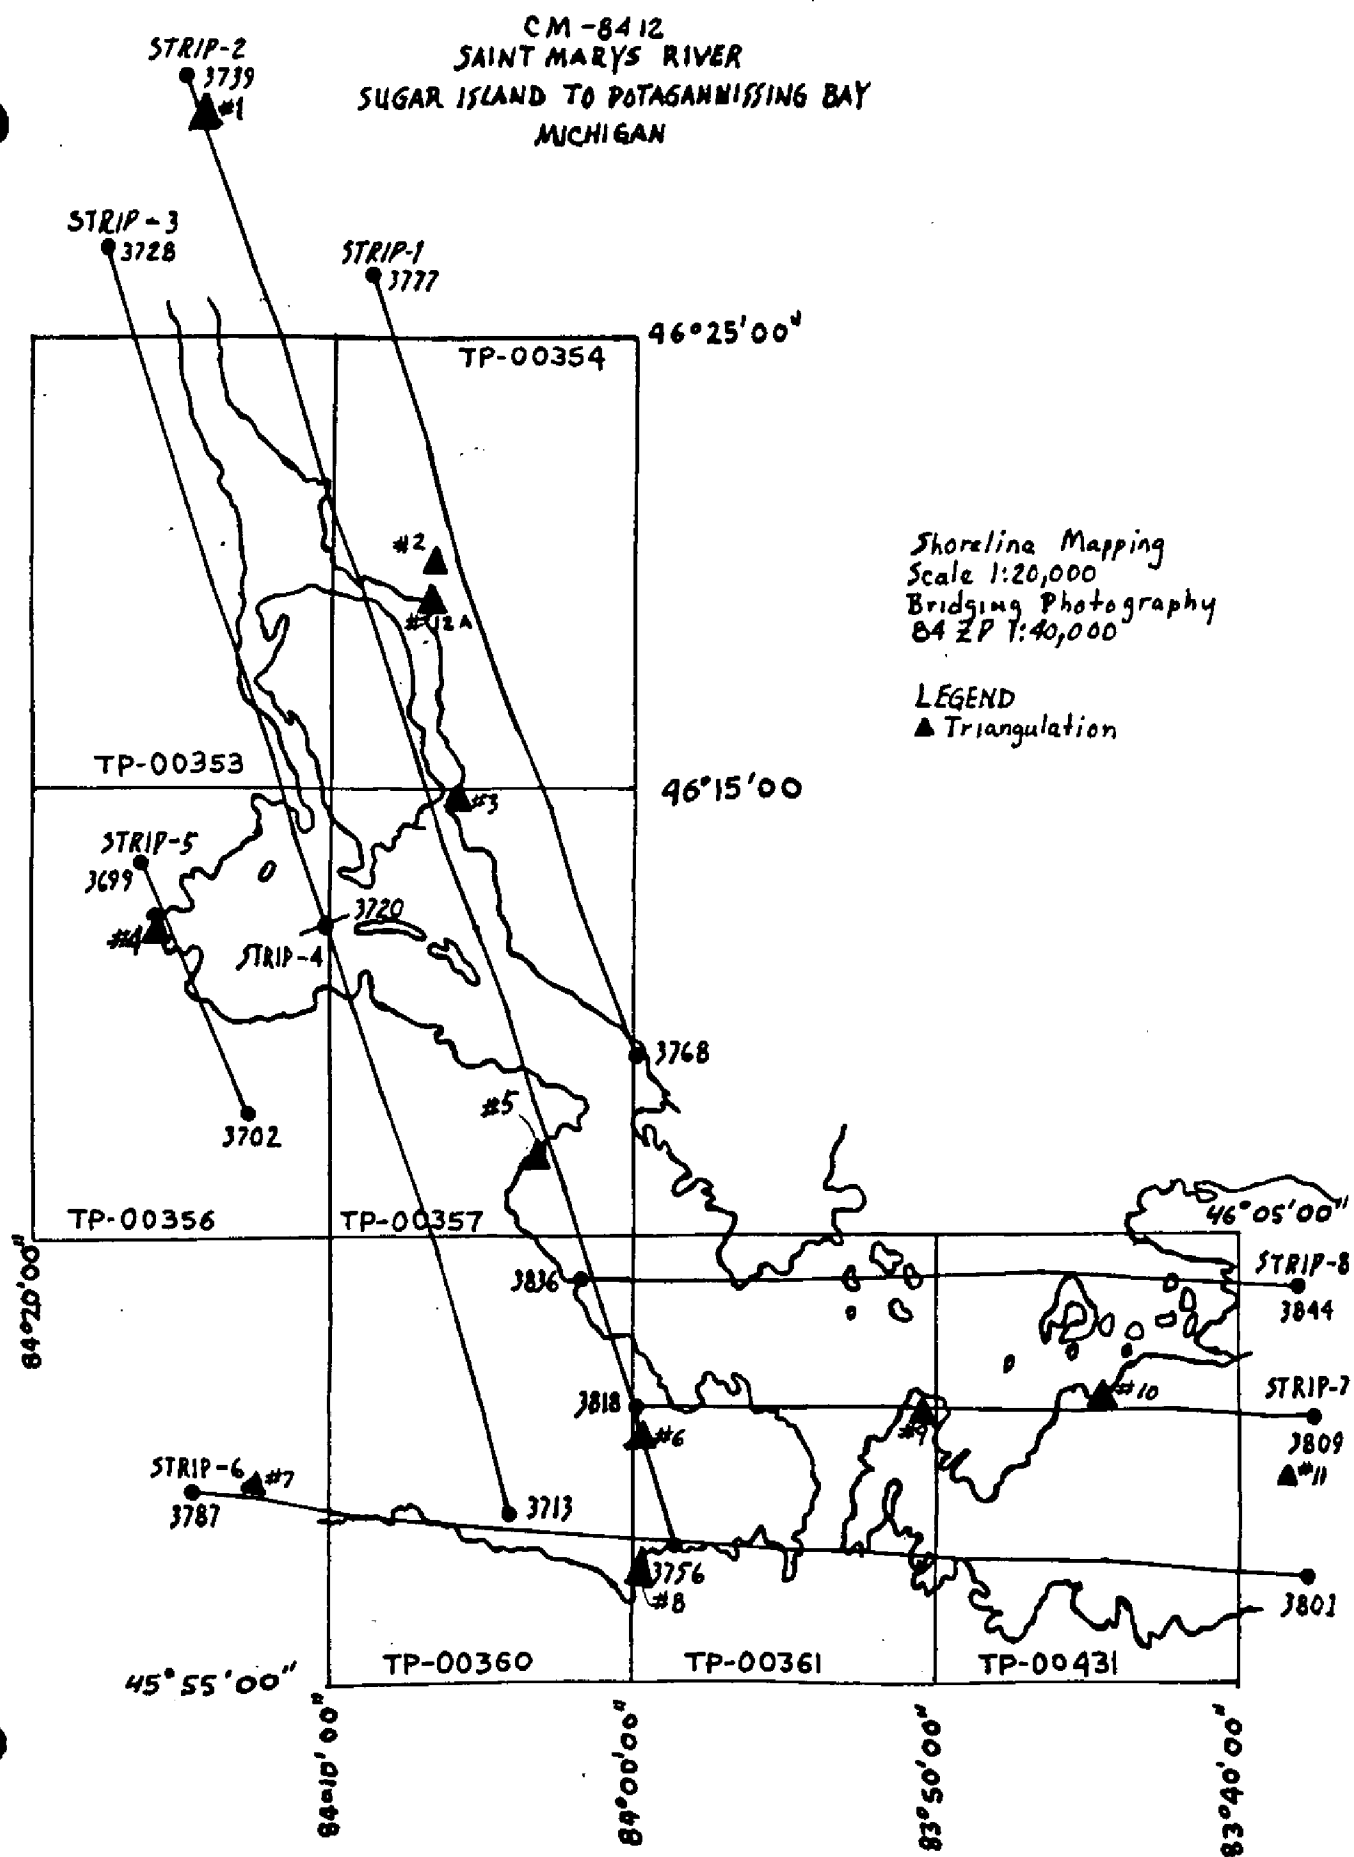 CM-8412
SAINT MARYS RIVER
SUGAR ISLAND TO POTAGANNISSING BAY
MICHIGAN
STRIP-2
3739
#1
STRIP-3
3728
STRIP-1
3777
46°25'00"
TP-00354
#2
#12A
Shoreline Mapping
Scale 1:20,000
Bridging Photography
84 ZP 1:40,000
LEGEND
Triangulation
TP-00353
46°15'00
#3
STRIP-5
3699
#4
3720
STRIP-4
3768
#5
3702
TP-00356
TP-00357
46°05'00"
84°20'00"
3836
STRIP-8
3844
3818
#6
#9
#10
STRIP-7
3809
#11
STRIP-6
#7
3787
3713
3756
#8
3801
45°55'00"
TP-00360
TP-00361
TP-00431
84°10'00"
84°00'00"
83°50'00"
83°40'00"